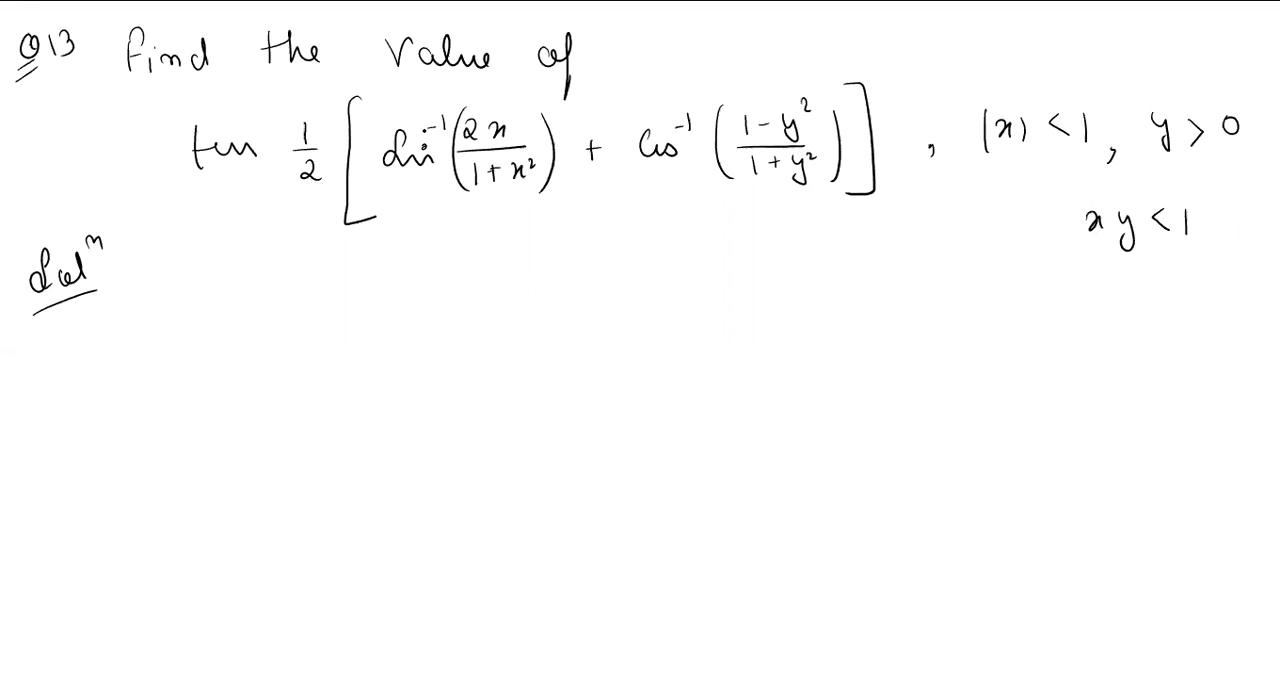 Q13 Find the value of
tan 1/2 [ sin⁻¹ (2x/1+x²) + cos⁻¹ (1-y²/1+y²) ] , |x| < 1, y > 0
xy < 1
Solⁿ